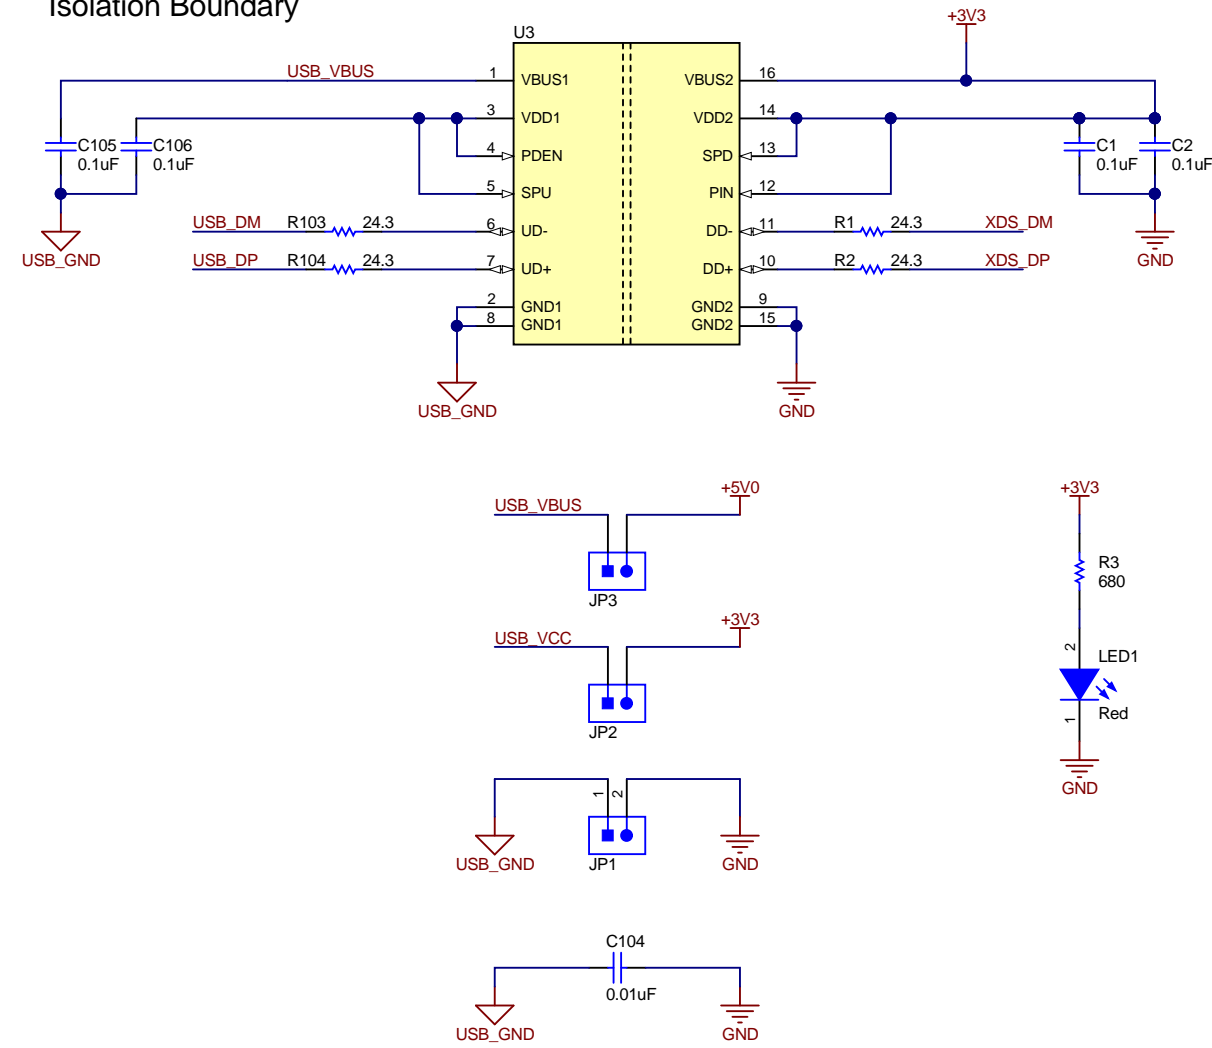 Isolation Boundary
+3V3
U3
USB_VBUS 1 VBUS1 VBUS2 16
3 VDD1 VDD2 14
C105 C106 4 PDEN SPD 13 C1 C2
0.1uF 0.1uF 0.1uF 0.1uF
5 SPU PIN 12
USB_DM R103 24.3 6 UD- DD- 11 R1 24.3 XDS_DM
USB_GND USB_DP R104 24.3 7 UD+ DD+ 10 R2 24.3 XDS_DP GND
2 GND1 GND2 9
8 GND1 GND2 15
USB_GND GND
+5V0 +3V3
USB_VBUS
R3
680
JP3
+3V3
USB_VCC
2 LED1
1 Red
JP2
1 2
GND
USB_GND JP1 GND
C104
0.01uF
USB_GND GND